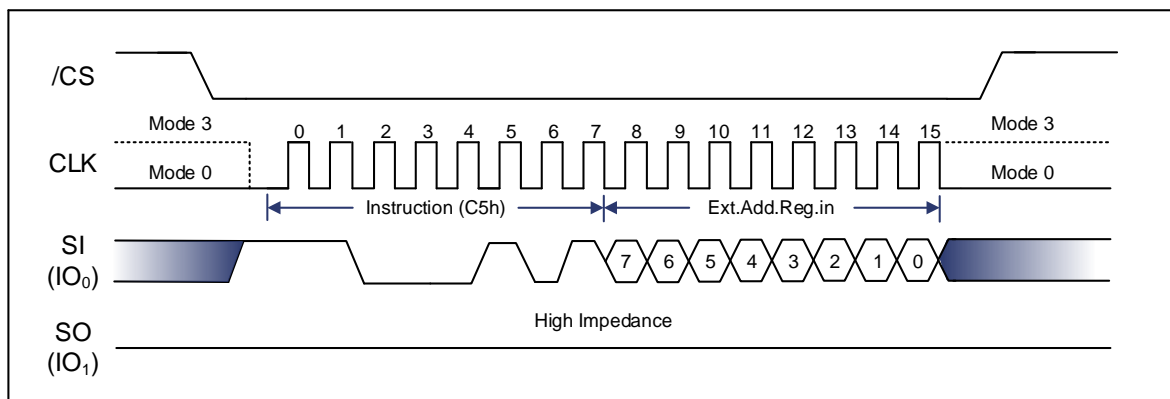 /CS
Mode 3 0 1 2 3 4 5 6 7 8 9 10 11 12 13 14 15 Mode 3
CLK Mode 0 Mode 0
Instruction (C5h) Ext.Add.Reg.in
SI
(IO₀) 7 6 5 4 3 2 1 0
High Impedance
SO
(IO₁)